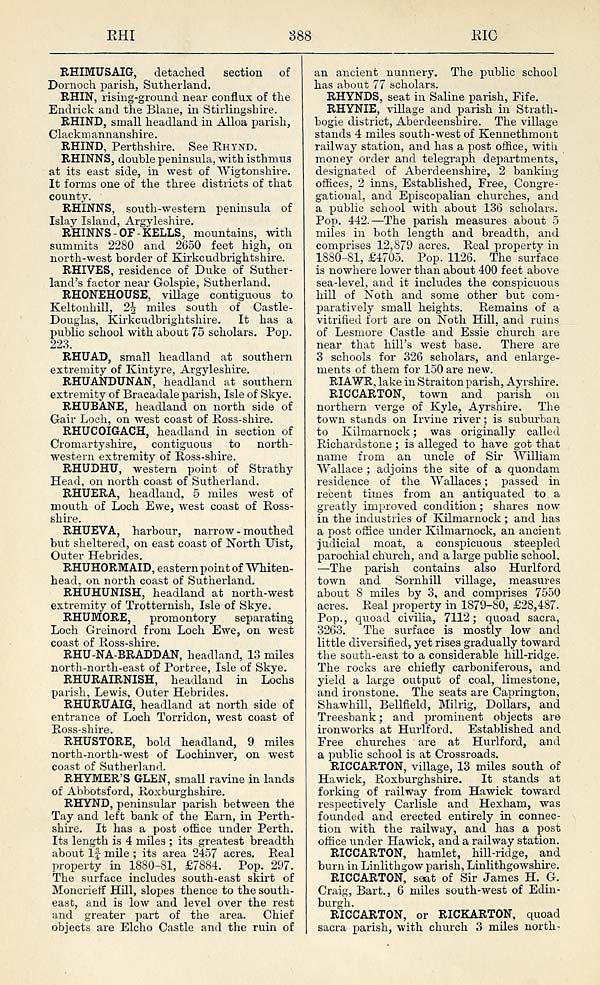 RHI 388 RIC
RHIMUSAIG, detached section of
Dornoch parish, Sutherland.
RHIN, rising-ground near conflux of the
Endrick and the Blane, in Stirlingshire.
RHIND, small headland in Alloa parish,
Clackmannanshire.
RHIND, Perthshire. See RHYND.
RHINNS, double peninsula, with isthmus
at its east side, in west of Wigtonshire.
It forms one of the three districts of that
county.
RHINNS, south-western peninsula of
Islay Island, Argyleshire.
RHINNS-OF-KELLS, mountains, with
summits 2280 and 2650 feet high, on
north-west border of Kirkcudbrightshire.
RHIVES, residence of Duke of Suther-
land's factor near Golspie, Sutherland.
RHONEHOUSE, village contiguous to
Keltonhill, 2½ miles south of Castle-
Douglas, Kirkcudbrightshire. It has a
public school with about 75 scholars. Pop.
223.
RHUAD, small headland at southern
extremity of Kintyre, Argyleshire.
RHUANDUNAN, headland at southern
extremity of Bracadale parish, Isle of Skye.
RHUBANE, headland on north side of
Gair Loch, on west coast of Ross-shire.
RHUCOIGACH, headland in section of
Cromartyshire, contiguous to north-
western extremity of Ross-shire.
RHUDHU, western point of Strathy
Head, on north coast of Sutherland.
RHUERA, headland, 5 miles west of
mouth of Loch Ewe, west coast of Ross-
shire.
RHUEVA, harbour, narrow-mouthed
but sheltered, on east coast of North Uist,
Outer Hebrides.
RHUHORMAID, eastern point of Whiten-
head, on north coast of Sutherland.
RHUHUNISH, headland at north-west
extremity of Trotternish, Isle of Skye.
RHUMORE, promontory separating
Loch Greinord from Loch Ewe, on west
coast of Ross-shire.
RHU-NA-BRADDAN, headland, 13 miles
north-north-east of Portree, Isle of Skye.
RHURAIRNISH, headland in Lochs
parish, Lewis, Outer Hebrides.
RHURUAIG, headland at north side of
entrance of Loch Torridon, west coast of
Ross-shire.
RHUSTORE, bold headland, 9 miles
north-north-west of Lochinver, on west
coast of Sutherland.
RHYMER'S GLEN, small ravine in lands
of Abbotsford, Roxburghshire.
RHYND, peninsular parish between the
Tay and left bank of the Earn, in Perth-
shire. It has a post office under Perth.
Its length is 4 miles; its greatest breadth
about 1¾ mile; its area 2457 acres. Real
property in 1880-81, £7884. Pop. 297.
The surface includes south-east skirt of
Moncrieff Hill, slopes thence to the south-
east, and is low and level over the rest
and greater part of the area. Chief
objects are Elcho Castle and the ruin of
an ancient nunnery. The public school
has about 77 scholars.
RHYNDS, seat in Saline parish, Fife.
RHYNIE, village and parish in Strath-
bogie district, Aberdeenshire. The village
stands 4 miles south-west of Kennethmont
railway station, and has a post office, with
money order and telegraph departments,
designated of Aberdeenshire, 2 banking
offices, 2 inns, Established, Free, Congre-
gational, and Episcopalian churches, and
a public school with about 136 scholars.
Pop. 442.—The parish measures about 5
miles in both length and breadth, and
comprises 12,879 acres. Real property in
1880-81, £4705. Pop. 1126. The surface
is nowhere lower than about 400 feet above
sea-level, and it includes the conspicuous
hill of Noth and some other but com-
paratively small heights. Remains of a
vitrified fort are on Noth Hill, and ruins
of Lesmore Castle and Essie church are
near that hill's west base. There are
3 schools for 326 scholars, and enlarge-
ments of them for 150 are new.
RIAWR, lake in Straiton parish, Ayrshire.
RICCARTON, town and parish on
northern verge of Kyle, Ayrshire. The
town stands on Irvine river; is suburban
to Kilmarnock; was originally called
Richardstone; is alleged to have got that
name from an uncle of Sir William
Wallace; adjoins the site of a quondam
residence of the Wallaces; passed in
recent times from an antiquated to a
greatly improved condition; shares now
in the industries of Kilmarnock; and has
a post office under Kilmarnock, an ancient
judicial moat, a conspicuous steepled
parochial church, and a large public school.
—The parish contains also Hurlford
town and Sornhill village, measures
about 8 miles by 3, and comprises 7550
acres. Real property in 1879-80, £28,487.
Pop., quoad civilia, 7112; quoad sacra,
3263. The surface is mostly low and
little diversified, yet rises gradually toward
the south-east to a considerable hill-ridge.
The rocks are chiefly carboniferous, and
yield a large output of coal, limestone,
and ironstone. The seats are Caprington,
Shawhill, Bellfield, Milrig, Dollars, and
Treesbank; and prominent objects are
ironworks at Hurlford. Established and
Free churches are at Hurlford, and
a public school is at Crossroads.
RICCARTON, village, 13 miles south of
Hawick, Roxburghshire. It stands at
forking of railway from Hawick toward
respectively Carlisle and Hexham, was
founded and erected entirely in connec-
tion with the railway, and has a post
office under Hawick, and a railway station.
RICCARTON, hamlet, hill-ridge, and
burn in Linlithgow parish, Linlithgowshire.
RICCARTON, seat of Sir James H. G.
Craig, Bart., 6 miles south-west of Edin-
burgh.
RICCARTON, or RICKARTON, quoad
sacra parish, with church 3 miles north-